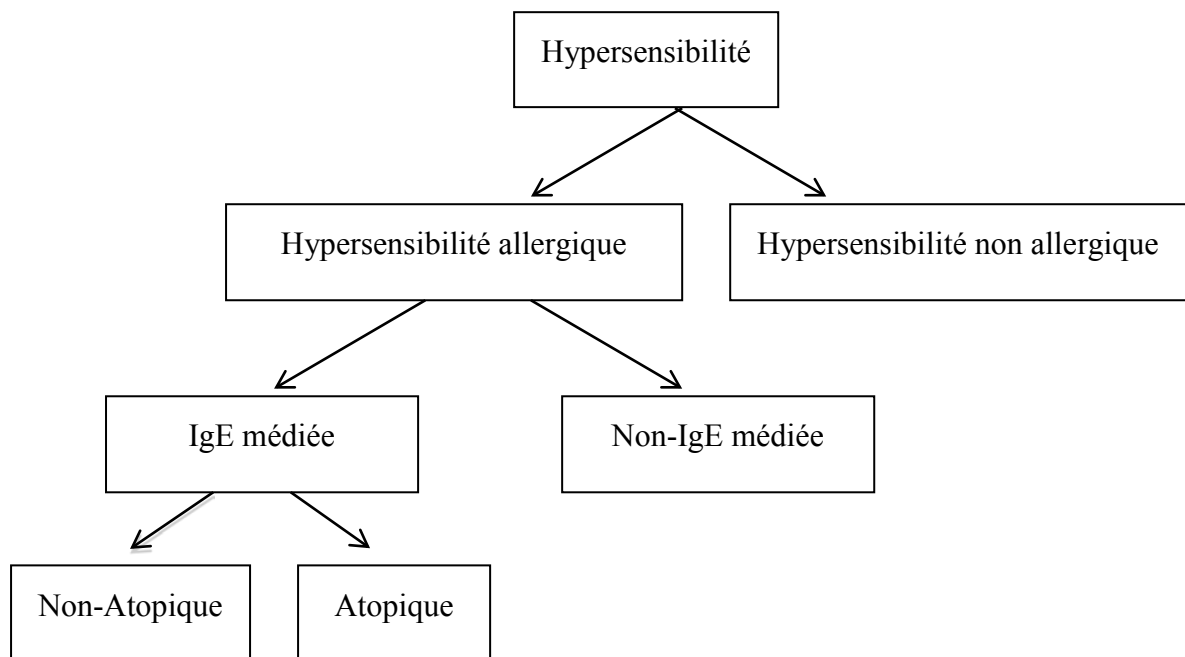 Hypersensibilité
Hypersensibilité allergique
Hypersensibilité non allergique
IgE médiée
Non-IgE médiée
Non-Atopique
Atopique